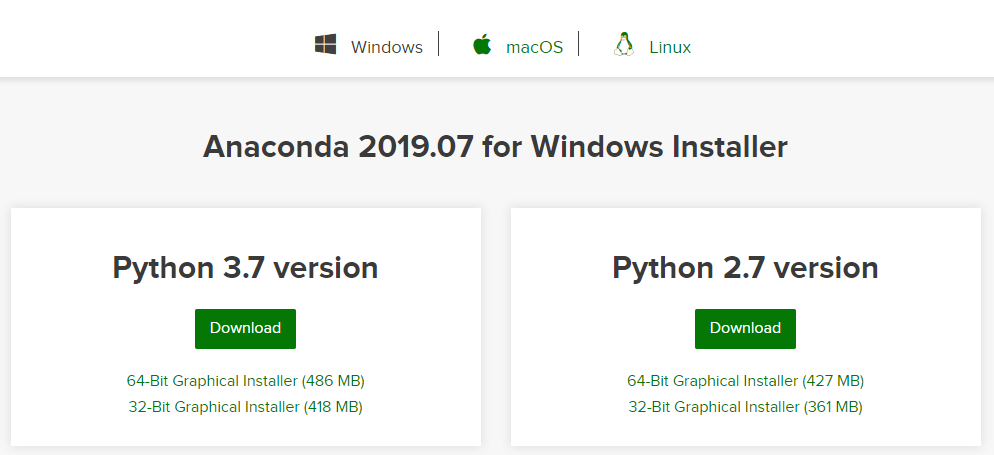 Windows macOS Linux
Anaconda 2019.07 for Windows Installer
Python 3.7 version
Download
64-Bit Graphical Installer (486 MB)
32-Bit Graphical Installer (418 MB)
Python 2.7 version
Download
64-Bit Graphical Installer (427 MB)
32-Bit Graphical Installer (361 MB)